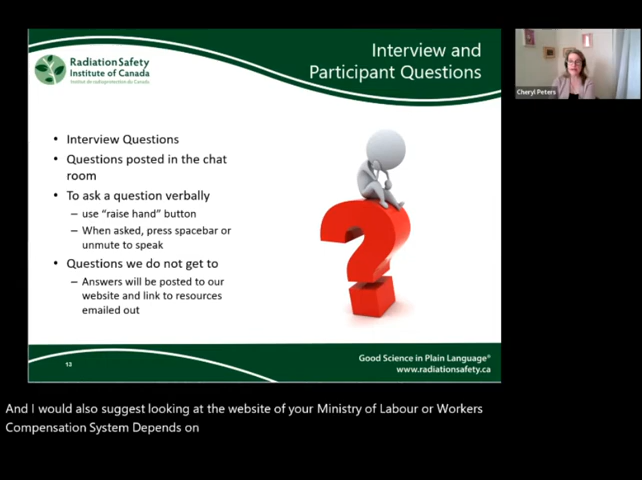 Radiation Safety
Institute of Canada
Institut de radioprotection du Canada
Interview and
Participant Questions
Cheryl Peters
• Interview Questions
• Questions posted in the chat
room
• To ask a question verbally
– use "raise hand" button
– When asked, press spacebar or
unmute to speak
• Questions we do not get to
– Answers will be posted to our
website and link to resources
emailed out
13
Good Science in Plain Language®
www.radiationsafety.ca
And I would also suggest looking at the website of your Ministry of Labour or Workers
Compensation System Depends on